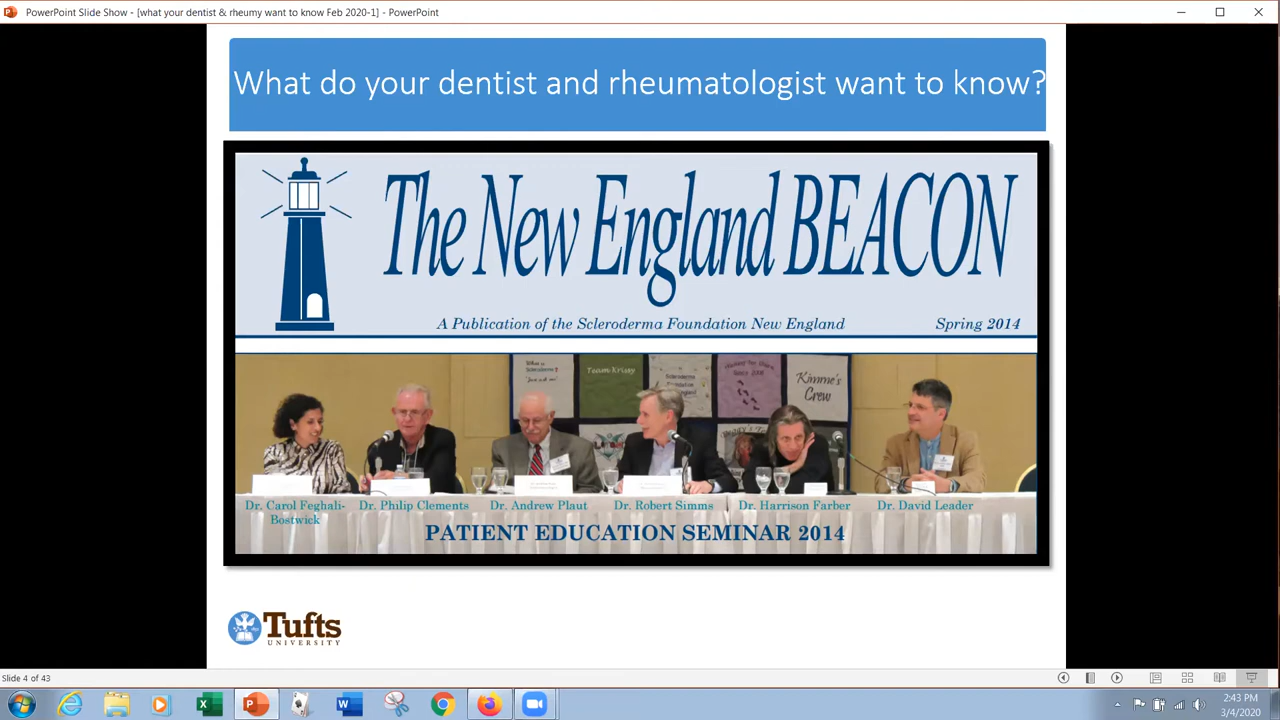 PowerPoint Slide Show - [what your dentist & rheumy want to know Feb 2020-1] - PowerPoint
What do your dentist and rheumatologist want to know?
The New England BEACON
A Publication of the Scleroderma Foundation New England Spring 2014
Team Krissy
Kimme's
Crew
Dr. Carol Feghali-
Bostwick
Dr. Philip Clements
Dr. Andrew Plaut
Dr. Robert Simms
Dr. Harrison Farber
Dr. David Leader
PATIENT EDUCATION SEMINAR 2014
Tufts
UNIVERSITY
Slide 4 of 43
2:43 PM
3/4/2020